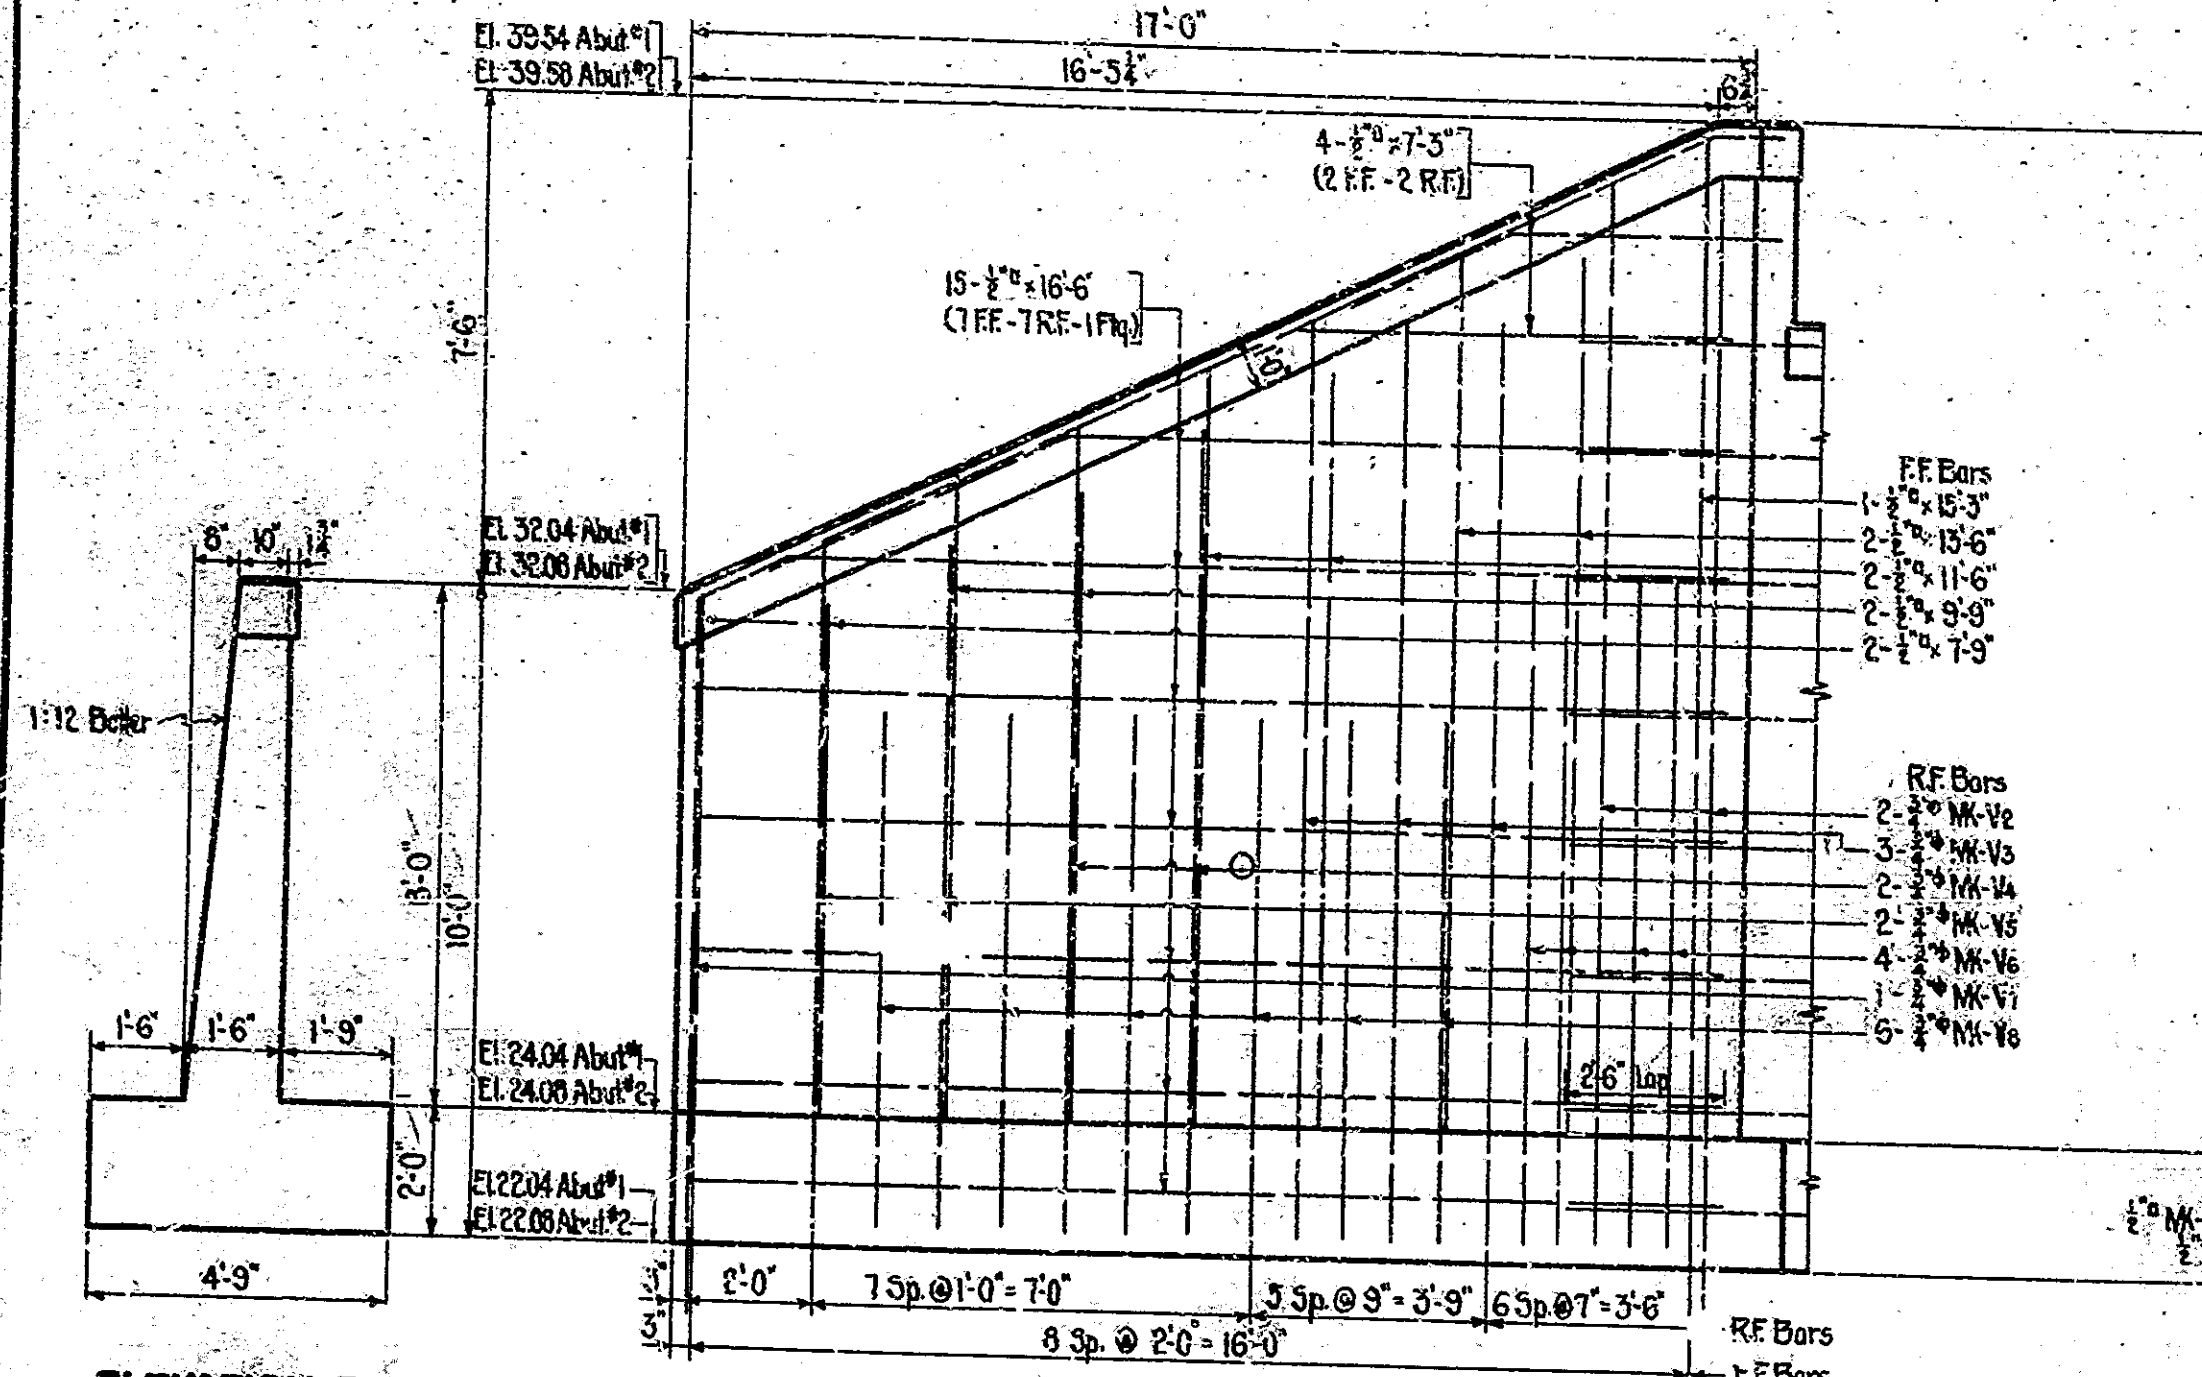 17'-0"
16'-5¼"
6¾"
El. 39.54 Abut. #1
El. 39.58 Abut. #2
4-½"□ x 7'-3"
(2 F.F. - 2 R.F.)
15-½"□ x 16'-6"
(7 F.F. - 7 R.F. - 1 Ftg.)
7'-6"
1'-0"
F.F. Bars
1-½"□ x 15'-3"
2-½"□ x 13'-6"
2-½"□ x 11'-6"
2-½"□ x 9'-9"
2-½"□ x 7'-9"
8" 10" 1¾"
El. 32.04 Abut. #1
El. 32.08 Abut. #2
1:12 Batter
R.F. Bars
2-¾"φ MK-V2
3-¾"φ MK-V3
2-¾"φ MK-V4
2-¾"φ MK-V5
4-¾"φ MK-V6
1-¾"φ MK-V7
6-¾"φ MK-V8
10'-0"
1'-6" 1'-6" 1'-9"
El. 24.04 Abut #1
El. 24.08 Abut #2
2'-6" Lap
2'-0"
El. 22.04 Abut #1
El. 22.08 Abut. #2
½"□ MK-
½"
4'-9"
3" 2'-0" 7 Sp. @ 1'-0" = 7'-0" 5 Sp. @ 9" = 3'-9" 6 Sp. @ 7" = 3'-6"
R.F. Bars
3" 8 Sp. @ 2'-0" = 16'-0"
F.F. Bars